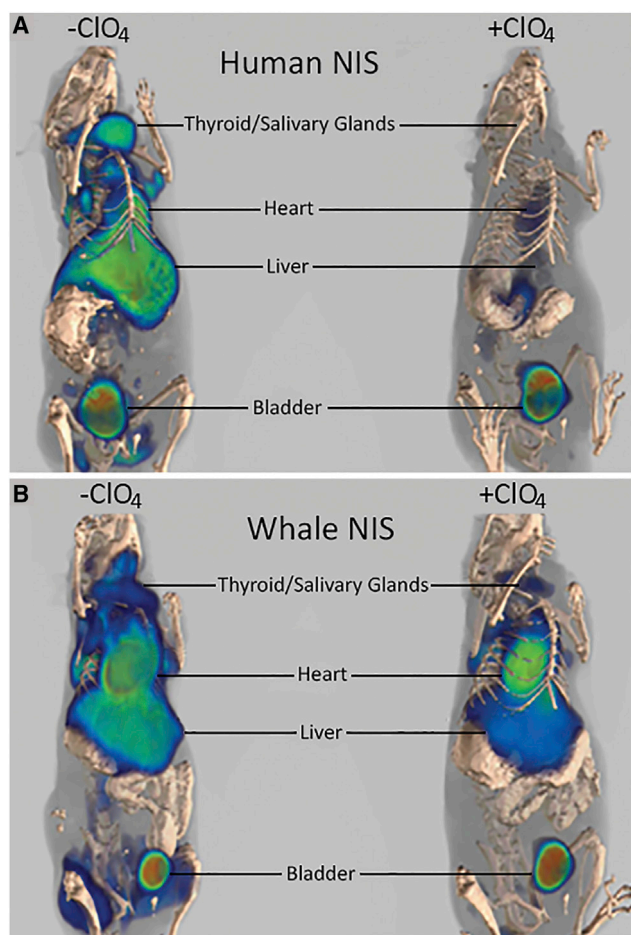 A
-ClO₄
+ClO₄
Human NIS
Thyroid/Salivary Glands
Heart
Liver
Bladder
B
-ClO₄
+ClO₄
Whale NIS
Thyroid/Salivary Glands
Heart
Liver
Bladder